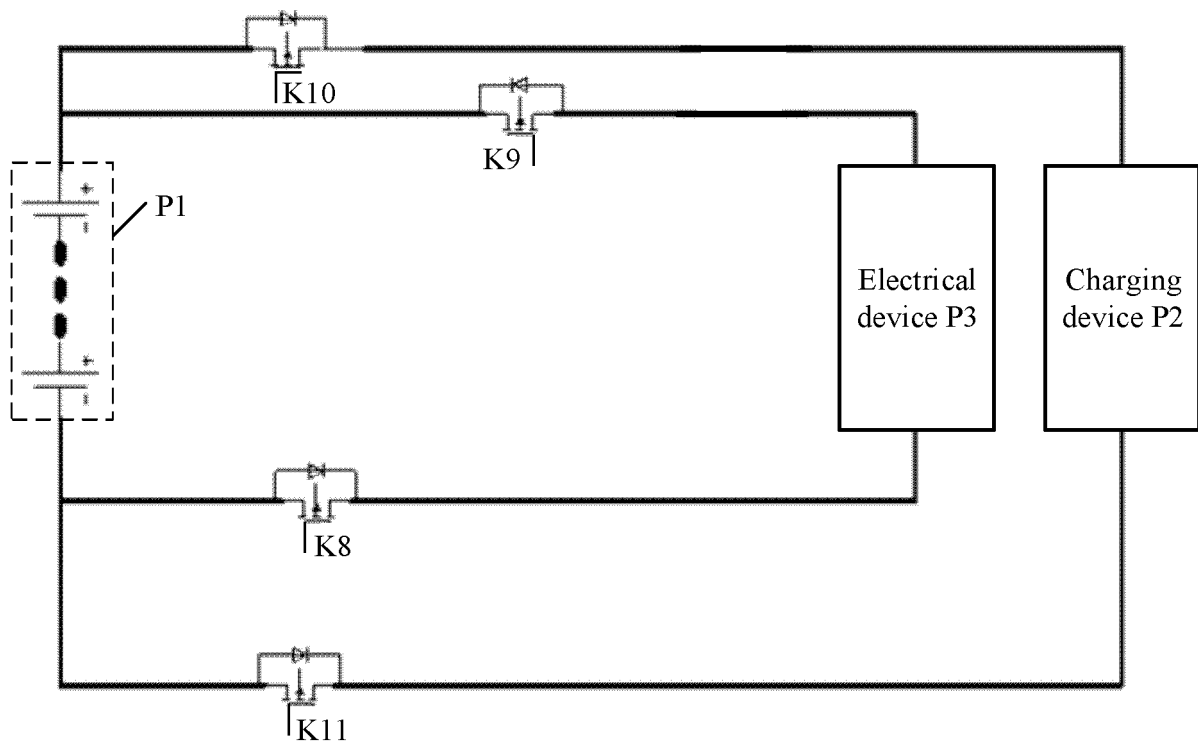 K10
K9
+
-
P1
+
-
Electrical
device P3
Charging
device P2
K8
K11